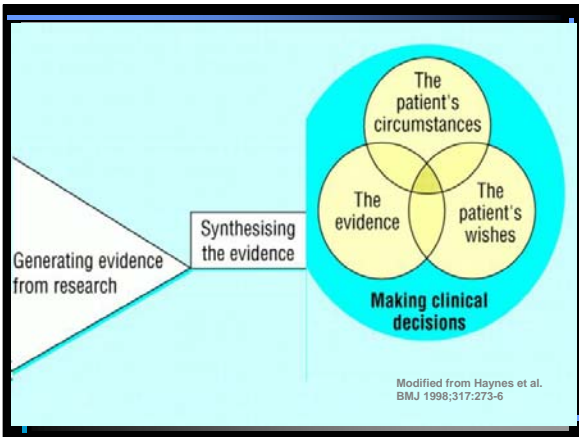 Generating evidence
from research
Synthesising
the evidence
The
patient's
circumstances
The
evidence
The
patient's
wishes
Making clinical
decisions
Modified from Haynes et al.
BMJ 1998;317:273-6